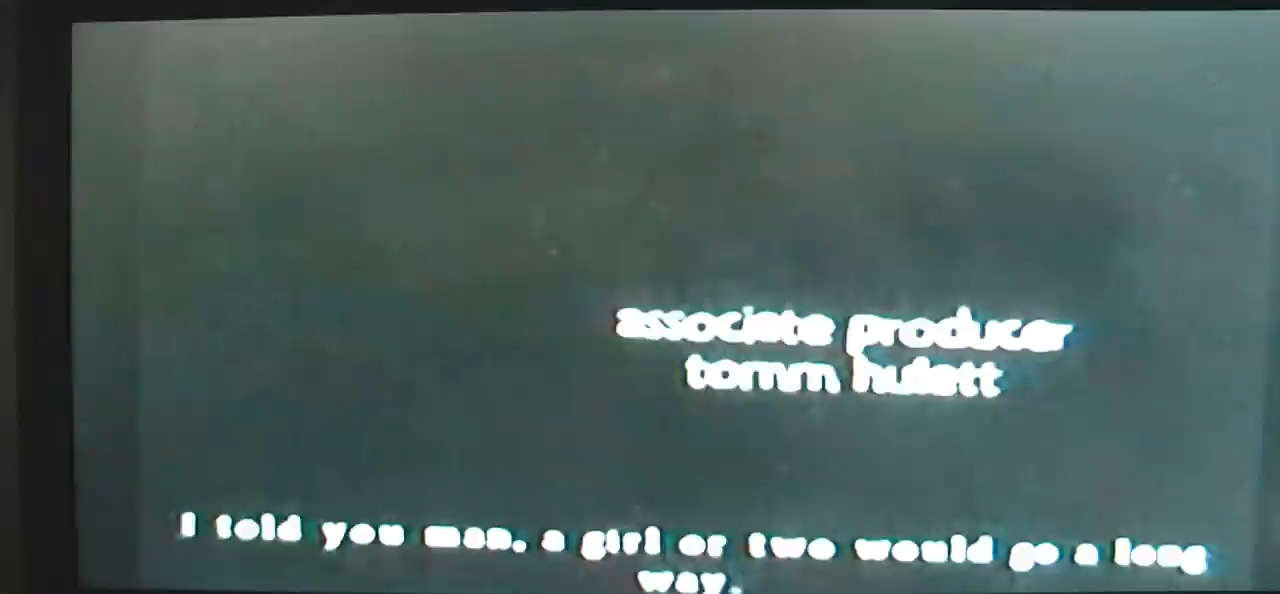 associate producer
tomm hulett
I told you man, a girl or two would go a long
way.